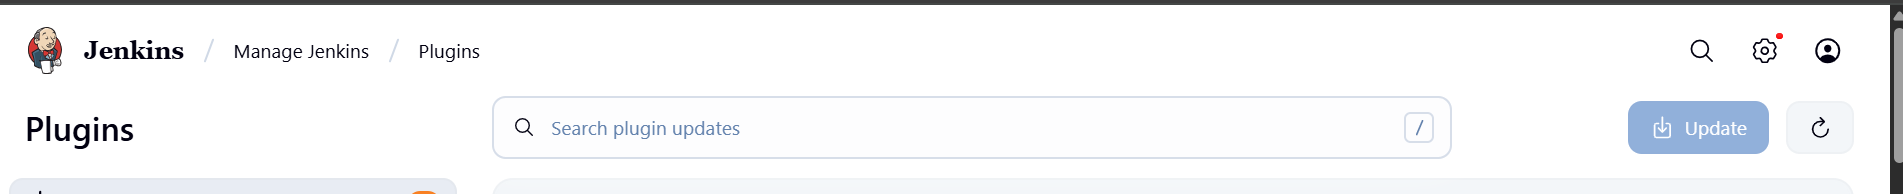 Jenkins / Manage Jenkins / Plugins
Plugins
Search plugin updates /
Update